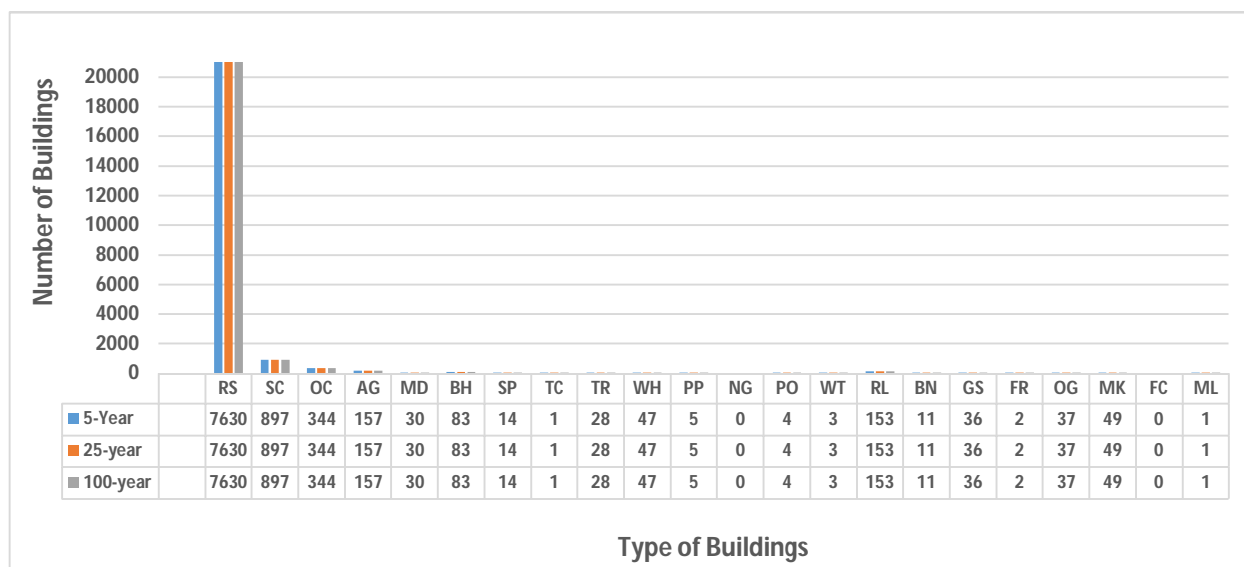 Number of Buildings
20000
18000
16000
14000
12000
10000
8000
6000
4000
2000
0
RS SC OC AG MD BH SP TC TR WH PP NG PO WT RL BN GS FR OG MK FC ML
5-Year 7630 897 344 157 30 83 14 1 28 47 5 0 4 3 153 11 36 2 37 49 0 1
25-year 7630 897 344 157 30 83 14 1 28 47 5 0 4 3 153 11 36 2 37 49 0 1
100-year 7630 897 344 157 30 83 14 1 28 47 5 0 4 3 153 11 36 2 37 49 0 1
Type of Buildings